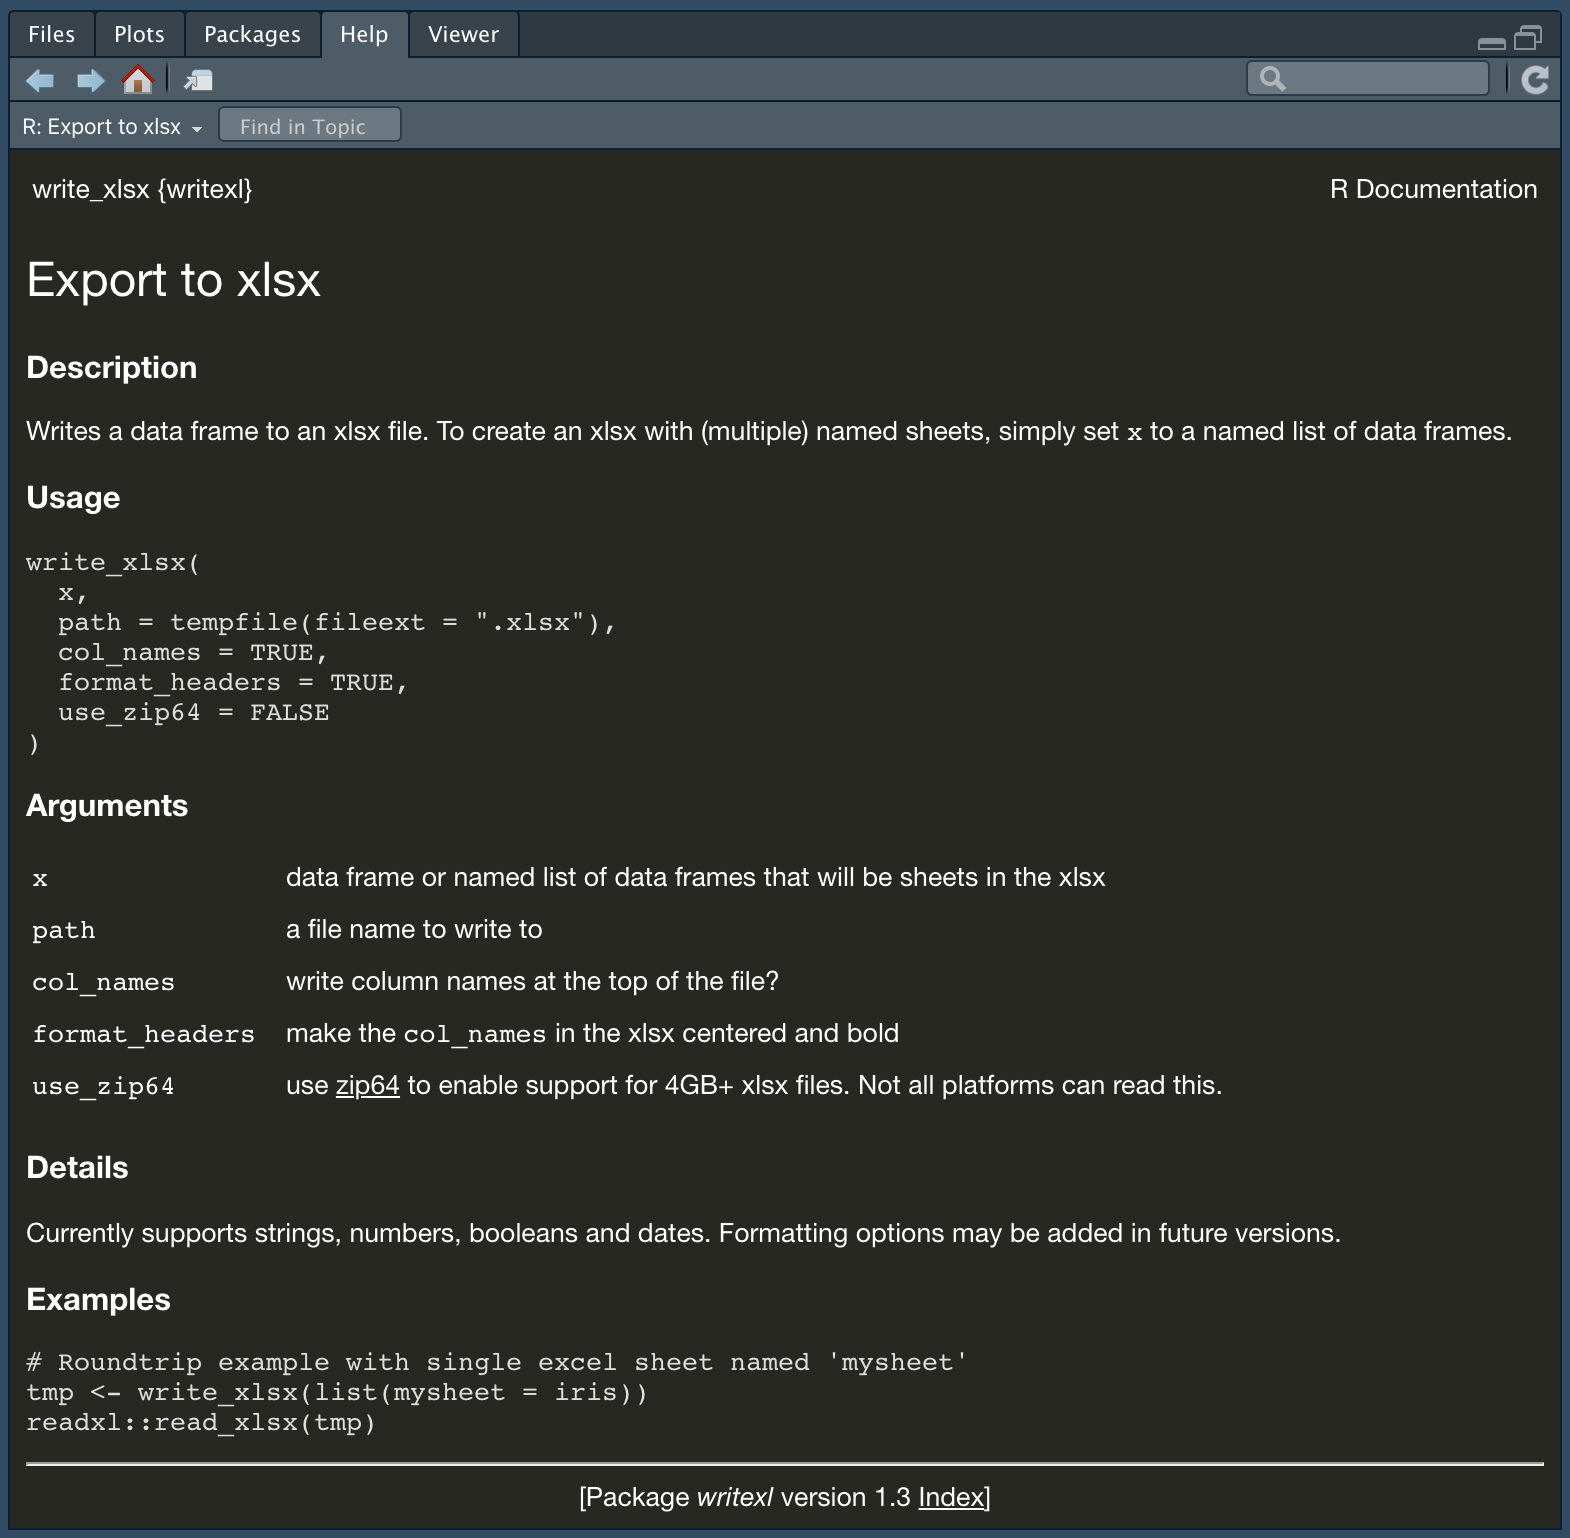 Files Plots Packages Help Viewer
R: Export to xlsx Find in Topic
write_xlsx {writexl} R Documentation
Export to xlsx
Description
Writes a data frame to an xlsx file. To create an xlsx with (multiple) named sheets, simply set x to a named list of data frames.
Usage
write_xlsx(
  x,
  path = tempfile(fileext = ".xlsx"),
  col_names = TRUE,
  format_headers = TRUE,
  use_zip64 = FALSE
)
Arguments
x data frame or named list of data frames that will be sheets in the xlsx
path a file name to write to
col_names write column names at the top of the file?
format_headers make the col_names in the xlsx centered and bold
use_zip64 use zip64 to enable support for 4GB+ xlsx files. Not all platforms can read this.
Details
Currently supports strings, numbers, booleans and dates. Formatting options may be added in future versions.
Examples
# Roundtrip example with single excel sheet named 'mysheet'
tmp <- write_xlsx(list(mysheet = iris))
readxl::read_xlsx(tmp)
[Package writexl version 1.3 Index]